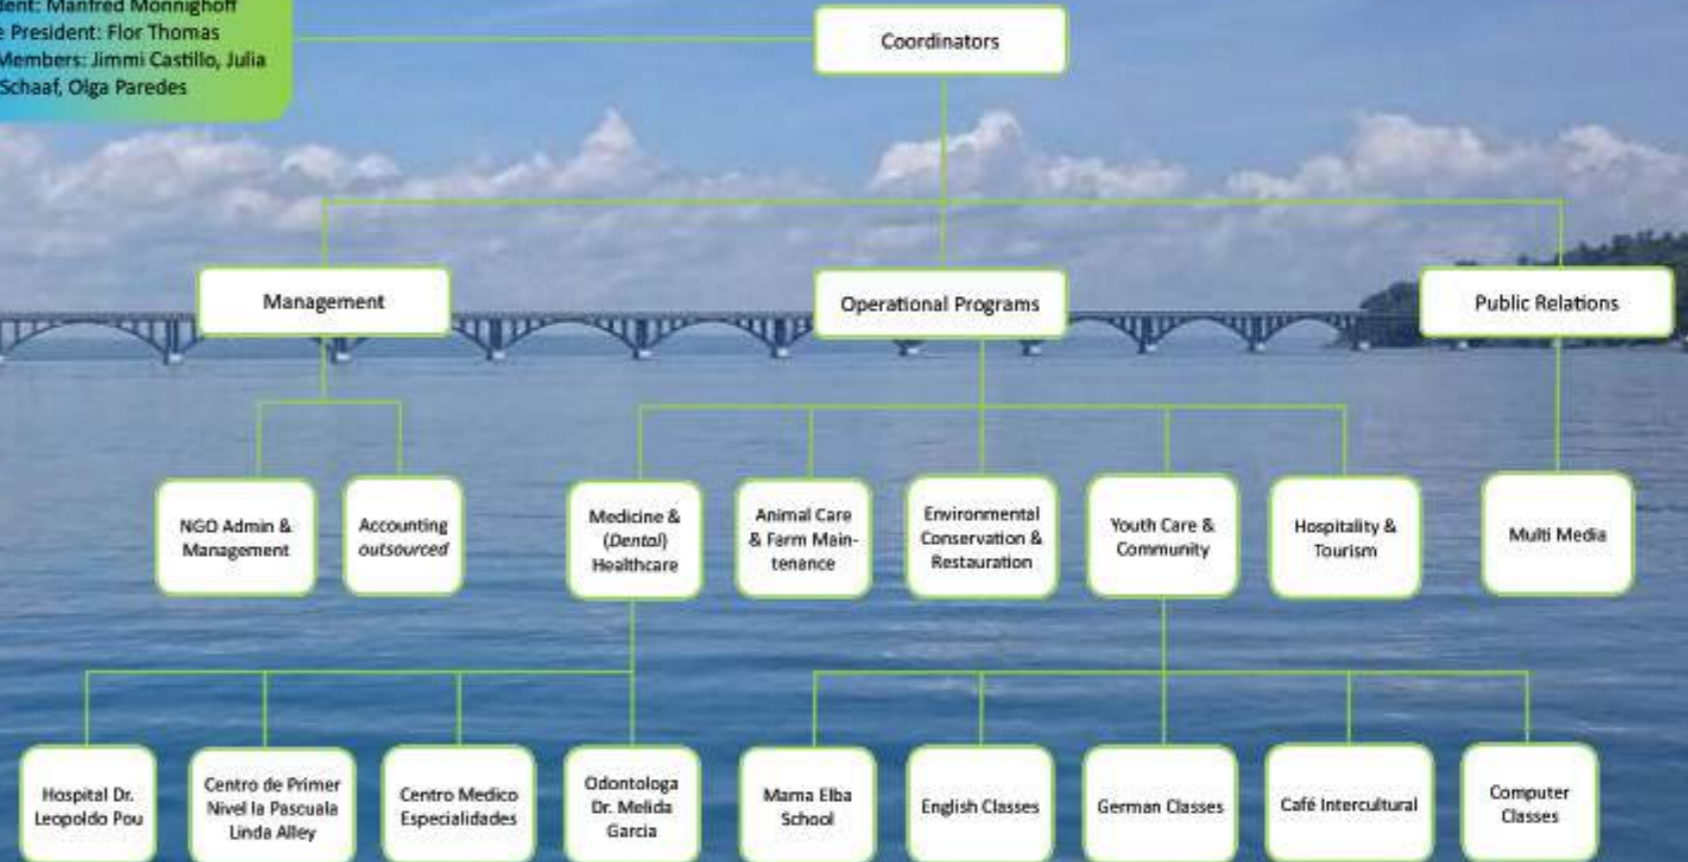 dent: Manfred Monnighoff
e President: Flor Thomas
Members: Jimmi Castillo, Julia
Schaaf, Olga Paredes
Coordinators
Management
Operational Programs
Public Relations
NGO Admin &
Management
Accounting
outsourced
Medicine &
(Dental)
Healthcare
Animal Care
& Farm Main-
tenance
Environmental
Conservation &
Restauration
Youth Care &
Community
Hospitality &
Tourism
Multi Media
Hospital Dr.
Leopoldo Pou
Centro de Primer
Nivel la Pascuala
Linda Alley
Centro Medico
Especialidades
Odontologa
Dr. Melida
Garcia
Mama Elba
School
English Classes
German Classes
Café Intercultural
Computer
Classes